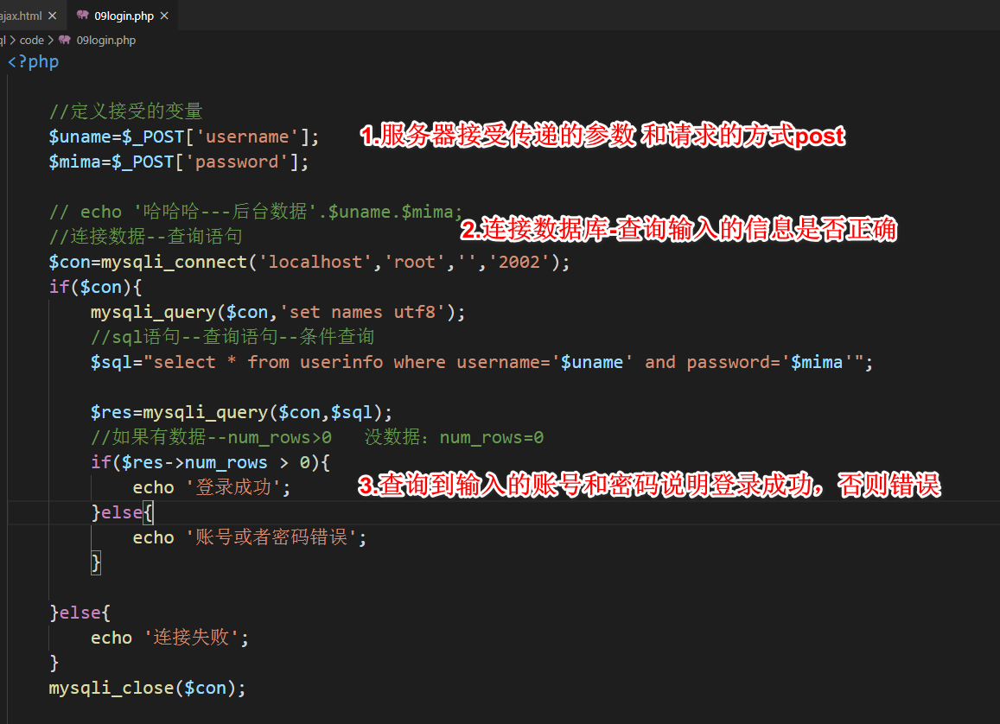 ajax.html × 09login.php ×
ql > code > 09login.php
<?php
//定义接受的变量
$uname=$_POST['username'];
1.服务器接受传递的参数 和请求的方式post
$mima=$_POST['password'];
// echo '哈哈哈---后台数据'.$uname.$mima;
2.连接数据库-查询输入的信息是否正确
//连接数据--查询语句
$con=mysqli_connect('localhost','root','','2002');
if($con){
mysqli_query($con,'set names utf8');
//sql语句--查询语句--条件查询
$sql="select * from userinfo where username='$uname' and password='$mima'";
$res=mysqli_query($con,$sql);
//如果有数据--num_rows>0 没数据：num_rows=0
if($res->num_rows > 0){
echo '登录成功';
3.查询到输入的账号和密码说明登录成功，否则错误
}else{
echo '账号或者密码错误';
}
}else{
echo '连接失败';
}
mysqli_close($con);